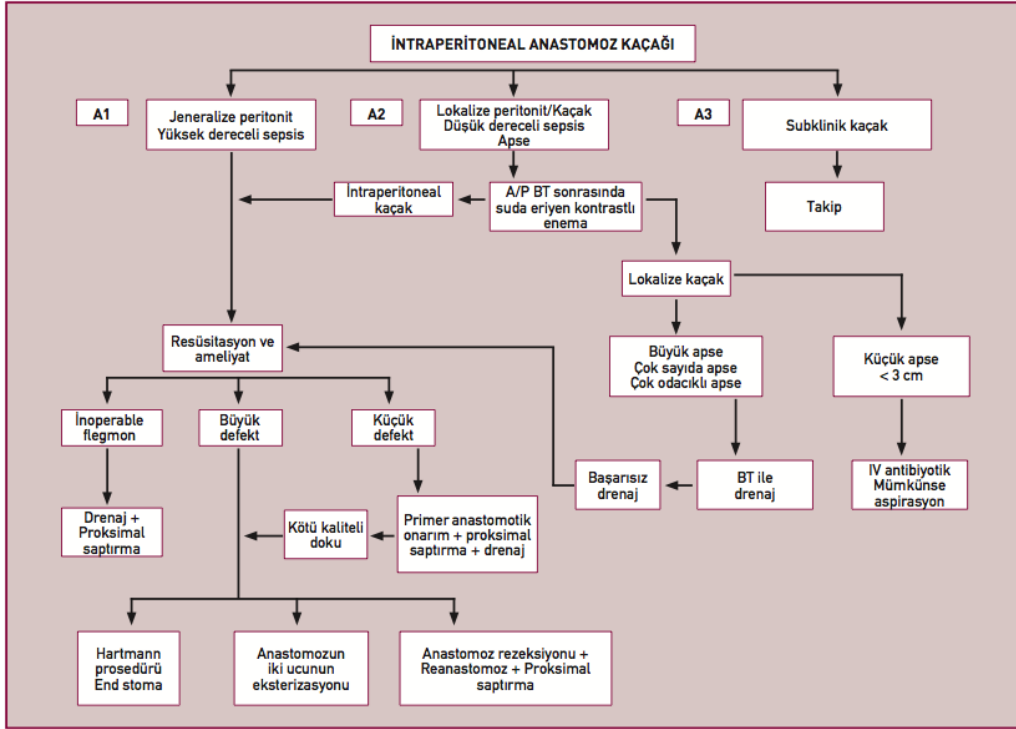 İNTRAPERİTONEAL ANASTOMOZ KAÇAĞI
A1
Jeneralize peritonit
Yüksek dereceli sepsis
A2
Lokalize peritonit/Kaçak
Düşük dereceli sepsis
Apse
A3
Subklinik kaçak
İntraperitoneal
kaçak
A/P BT sonrasında
suda eriyen kontrastlı
enema
Takip
Lokalize kaçak
Resüsitasyon ve
ameliyat
Büyük apse
Çok sayıda apse
Çok odacıklı apse
Küçük apse
< 3 cm
İnoperable
flegmon
Büyük
defekt
Küçük
defekt
Başarısız
drenaj
BT ile
drenaj
IV antibiyotik
Mümkünse
aspirasyon
Drenaj +
Proksimal
saptırma
Kötü kaliteli
doku
Primer anastomotik
onarım + proksimal
saptırma + drenaj
Hartmann
prosedürü
End stoma
Anastomozun
iki ucunun
eksterizasyonu
Anastomoz rezeksiyonu +
Reanastomoz + Proksimal
saptırma